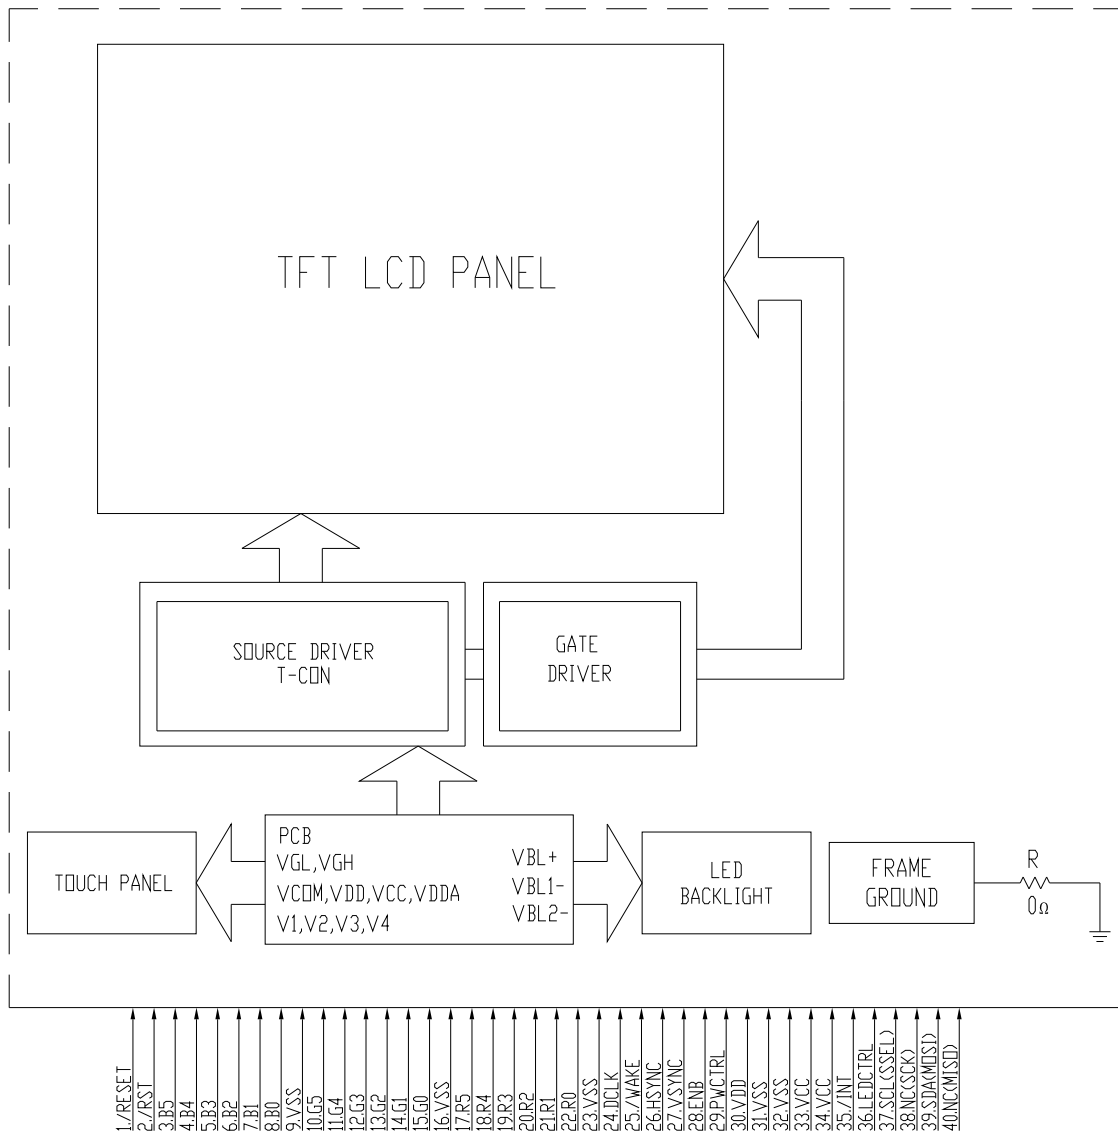 TFT LCD PANEL
SOURCE DRIVER
T-CON
GATE
DRIVER
PCB
VGL,VGH
VCOM,VDD,VCC,VDDA
V1,V2,V3,V4
VBL+
VBL1-
VBL2-
TOUCH PANEL
LED
BACKLIGHT
FRAME
GROUND
R
0Ω
1./RESET
2./RST
3.B5
4.B4
5.B3
6.B2
7.B1
8.B0
9.VSS
10.G5
11.G4
12.G3
13.G2
14.G1
15.G0
16.VSS
17.R5
18.R4
19.R3
20.R2
21.R1
22.R0
23.VSS
24.DCLK
25./WAKE
26.HSYNC
27.VSYNC
28.ENB
29.PWCTRL
30.VDD
31.VSS
32.VSS
33.VCC
34.VCC
35./INT
36.LEDCTRL
37.SCL(SSEL)
38.NC(SCK)
39.SDA(MOSI)
40.NC(MISO)